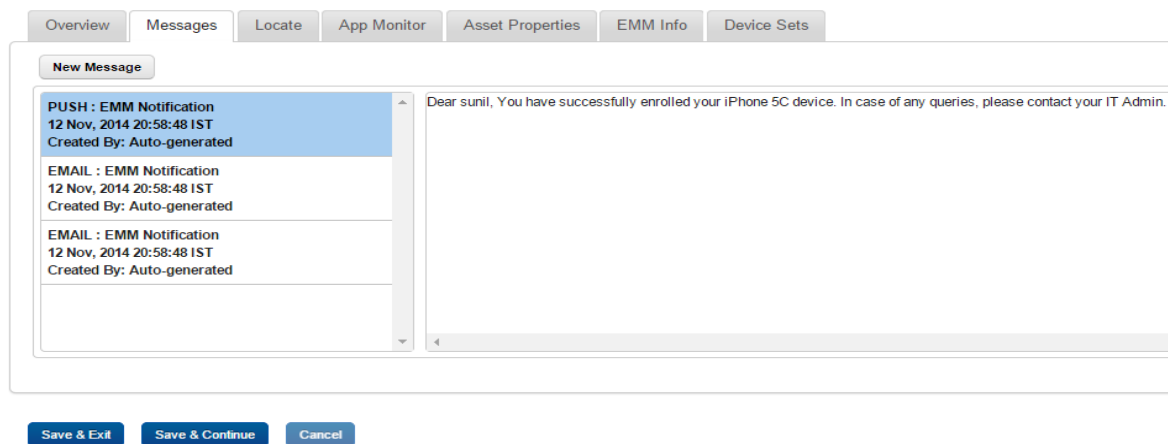 Overview Messages Locate App Monitor Asset Properties EMM Info Device Sets
New Message
PUSH : EMM Notification
12 Nov, 2014 20:58:48 IST
Created By: Auto-generated
EMAIL : EMM Notification
12 Nov, 2014 20:58:48 IST
Created By: Auto-generated
EMAIL : EMM Notification
12 Nov, 2014 20:58:48 IST
Created By: Auto-generated
Dear sunil, You have successfully enrolled your iPhone 5C device. In case of any queries, please contact your IT Admin.
Save & Exit Save & Continue Cancel